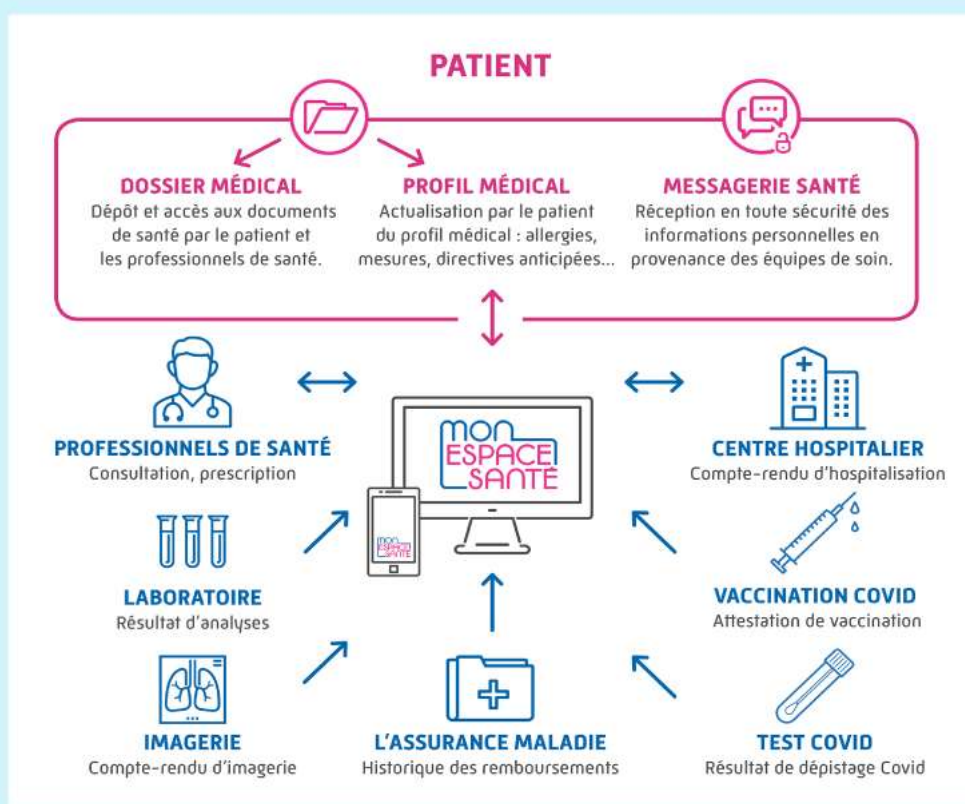 PATIENT
DOSSIER MÉDICAL
Dépôt et accès aux documents
de santé par le patient et
les professionnels de santé.
PROFIL MÉDICAL
Actualisation par le patient
du profil médical : allergies,
mesures, directives anticipées...
MESSAGERIE SANTÉ
Réception en toute sécurité des
informations personnelles en
provenance des équipes de soin.
PROFESSIONNELS DE SANTÉ
Consultation, prescription
MON
ESPACE
SANTÉ
MON
ESPACE
SANTÉ
CENTRE HOSPITALIER
Compte-rendu d'hospitalisation
LABORATOIRE
Résultat d'analyses
VACCINATION COVID
Attestation de vaccination
IMAGERIE
Compte-rendu d'imagerie
L'ASSURANCE MALADIE
Historique des remboursements
TEST COVID
Résultat de dépistage Covid